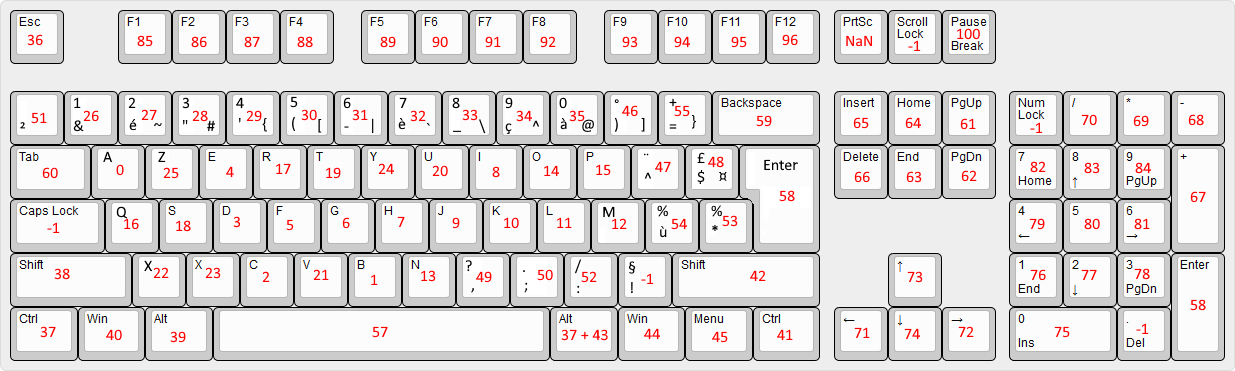 Esc 36 F1 85 F2 86 F3 87 F4 88 F5 89 F6 90 F7 91 F8 92 F9 93 F10 94 F11 95 F12 96 PrtSc NaN Scroll Lock -1 Pause 100 Break
² 51 1 26 & 2 27 é ~ 3 28 " # 4 29 ' { 5 30 ( [ 6 31 - | 7 32 è ` 8 33 _ \ 9 34 ç ^ 0 35 à @ ° 46 ) ] + 55 = } Backspace 59 Insert 65 Home 64 PgUp 61 Num Lock -1 / 70 * 69 - 68
Tab 60 A 0 Z 25 E 4 R 17 T 19 Y 24 U 20 I 8 O 14 P 15 ¨ 47 ^ £ 48 $ ¤ Enter 58 Delete 66 End 63 PgDn 62 7 82 Home 8 83 ↑ 9 84 PgUp + 67
Caps Lock -1 Q 16 S 18 D 3 F 5 G 6 H 7 J 9 K 10 L 11 M 12 % 54 ù % 53 * 4 79 ← 5 80 6 81 →
Shift 38 X 22 X 23 C 2 V 21 B 1 N 13 ? 49 , . 50 ; / 52 : § -1 ! Shift 42 ↑ 73 1 76 End 2 77 ↓ 3 78 PgDn Enter 58
Ctrl 37 Win 40 Alt 39 57 Alt 37 + 43 Win 44 Menu 45 Ctrl 41 ← 71 ↓ 74 → 72 0 75 Ins . -1 Del